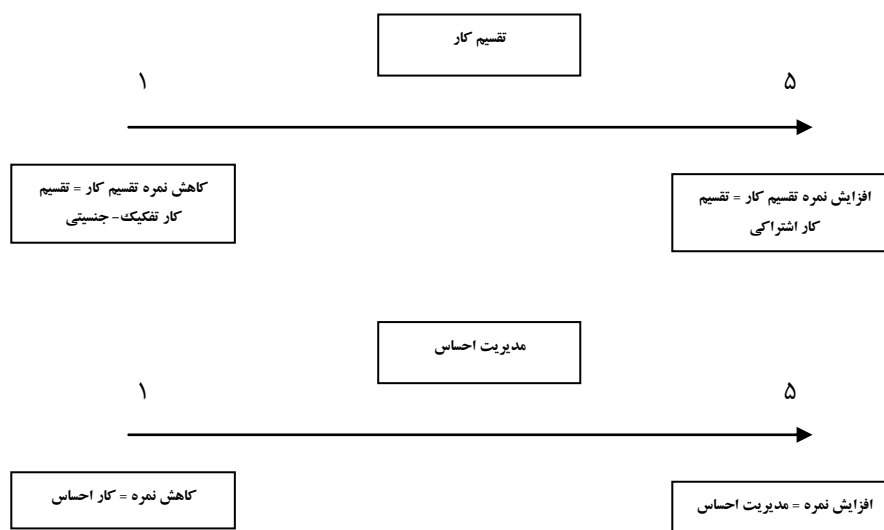 تقسیم کار
۱
۵
کاهش نمره تقسیم کار = تقسیم
کار تفکیک- جنسیتی
افزایش نمره تقسیم کار = تقسیم
کار اشتراکی
مدیریت احساس
۱
۵
کاهش نمره = کار احساس
افزایش نمره = مدیریت احساس